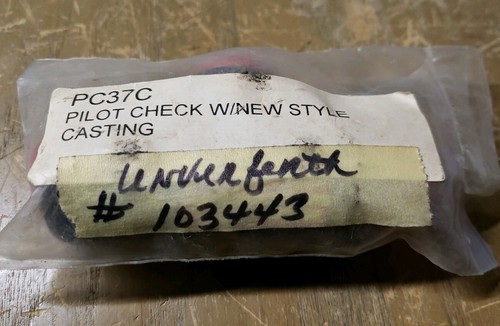 PC37C
PILOT CHECK W/NEW STYLE
CASTING
Unverferth
# 103443